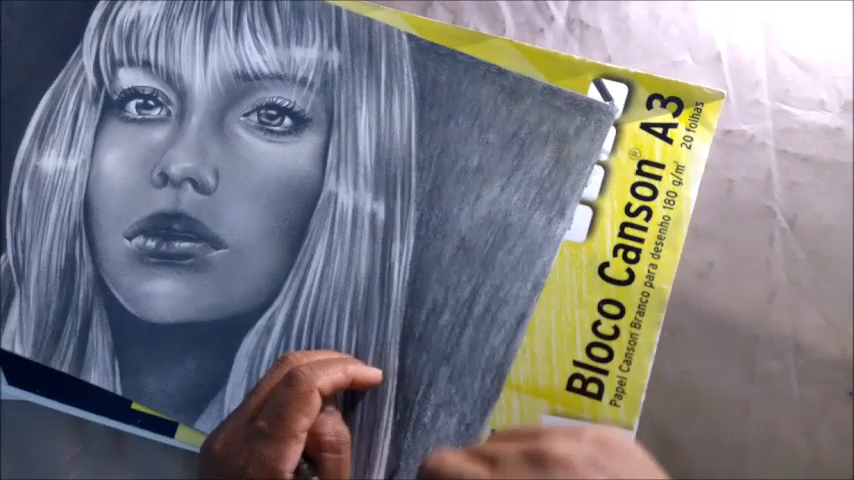 Bloco Canson® A3
Papel Canson Branco para desenho 180 g/m² 20 folhas